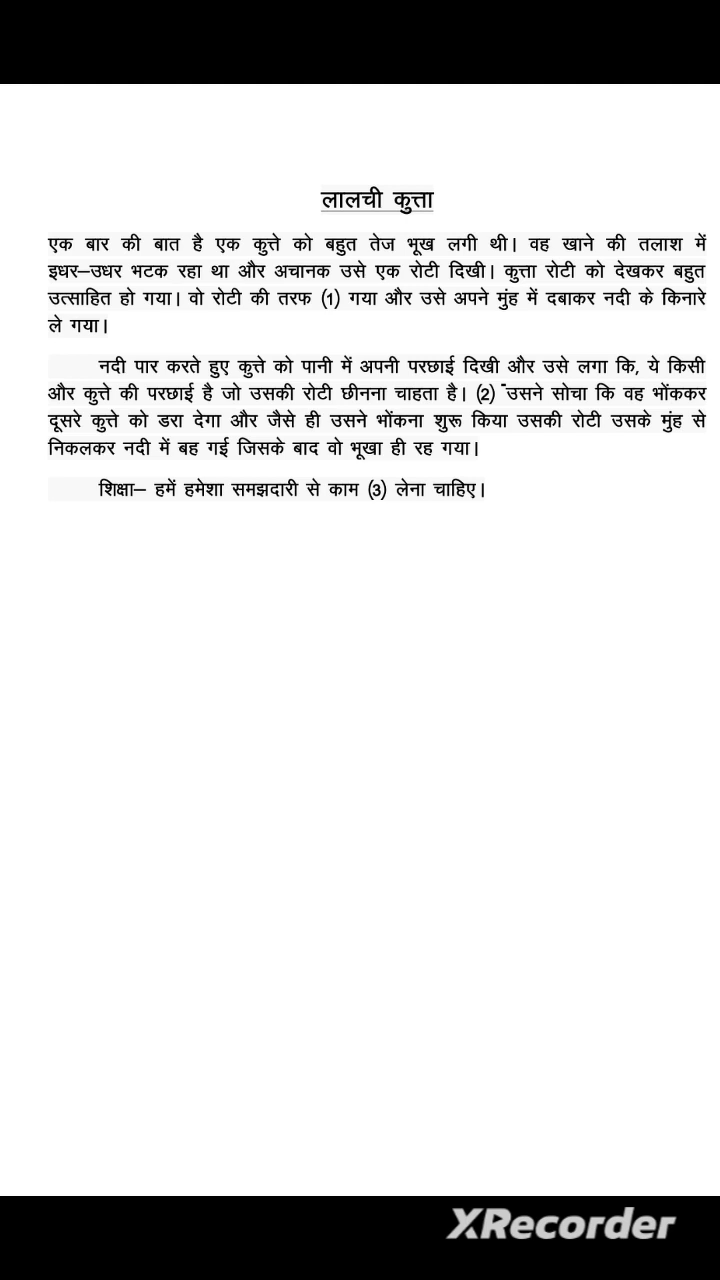 लालची कुत्ता
एक बार की बात है एक कुत्ते को बहुत तेज भूख लगी थी। वह खाने की तलाश में
इधर–उधर भटक रहा था और अचानक उसे एक रोटी दिखी। कुत्ता रोटी को देखकर बहुत
उत्साहित हो गया। वो रोटी की तरफ (1) गया और उसे अपने मुंह में दबाकर नदी के किनारे
ले गया।
नदी पार करते हुए कुत्ते को पानी में अपनी परछाई दिखी और उसे लगा कि, ये किसी
और कुत्ते की परछाई है जो उसकी रोटी छीनना चाहता है। (2) उसने सोचा कि वह भोंककर
दूसरे कुत्ते को डरा देगा और जैसे ही उसने भोंकना शुरू किया उसकी रोटी उसके मुंह से
निकलकर नदी में बह गई जिसके बाद वो भूखा ही रह गया।
शिक्षा– हमें हमेशा समझदारी से काम (3) लेना चाहिए।
XRecorder